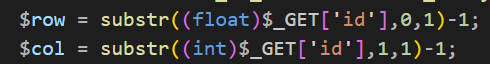 $row = substr((float)$_GET['id'],0,1)-1;
$col = substr((int)$_GET['id'],1,1)-1;